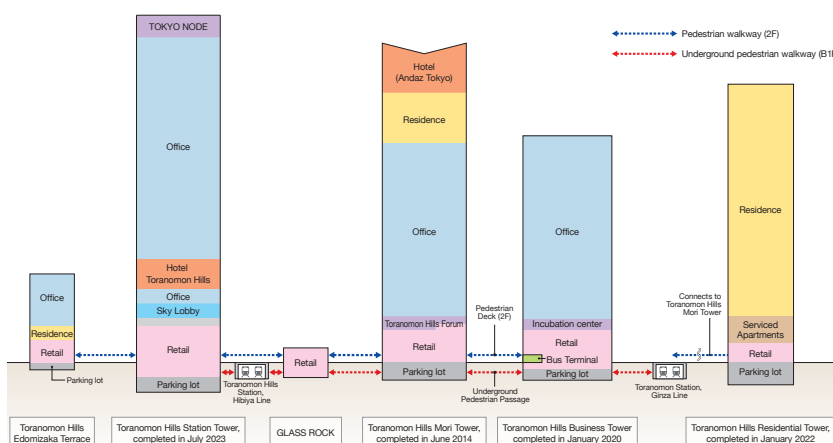 Pedestrian walkway (2F)
Underground pedestrian walkway (B1F
TOKYO NODE
Office
Hotel
Toranomon Hills
Office
Sky Lobby
Retail
Parking lot
Office
Residence
Retail
Parking lot
Toranomon Hills
Station,
Hibiya Line
Retail
Hotel
(Andaz Tokyo)
Residence
Office
Toranomon Hills Forum
Retail
Parking lot
Pedestrian
Deck (2F)
Underground
Pedestrian Passage
Office
Incubation center
Retail
Bus Terminal
Parking lot
Toranomon Station,
Ginza Line
Connects to
Toranomon Hills
Mori Tower
Residence
Serviced
Apartments
Retail
Parking lot
Toranomon Hills
Edomizaka Terrace
Toranomon Hills Station Tower,
completed in July 2023
GLASS ROCK
Toranomon Hills Mori Tower,
completed in June 2014
Toranomon Hills Business Tower
completed in January 2020
Toranomon Hills Residential Tower,
completed in January 2022